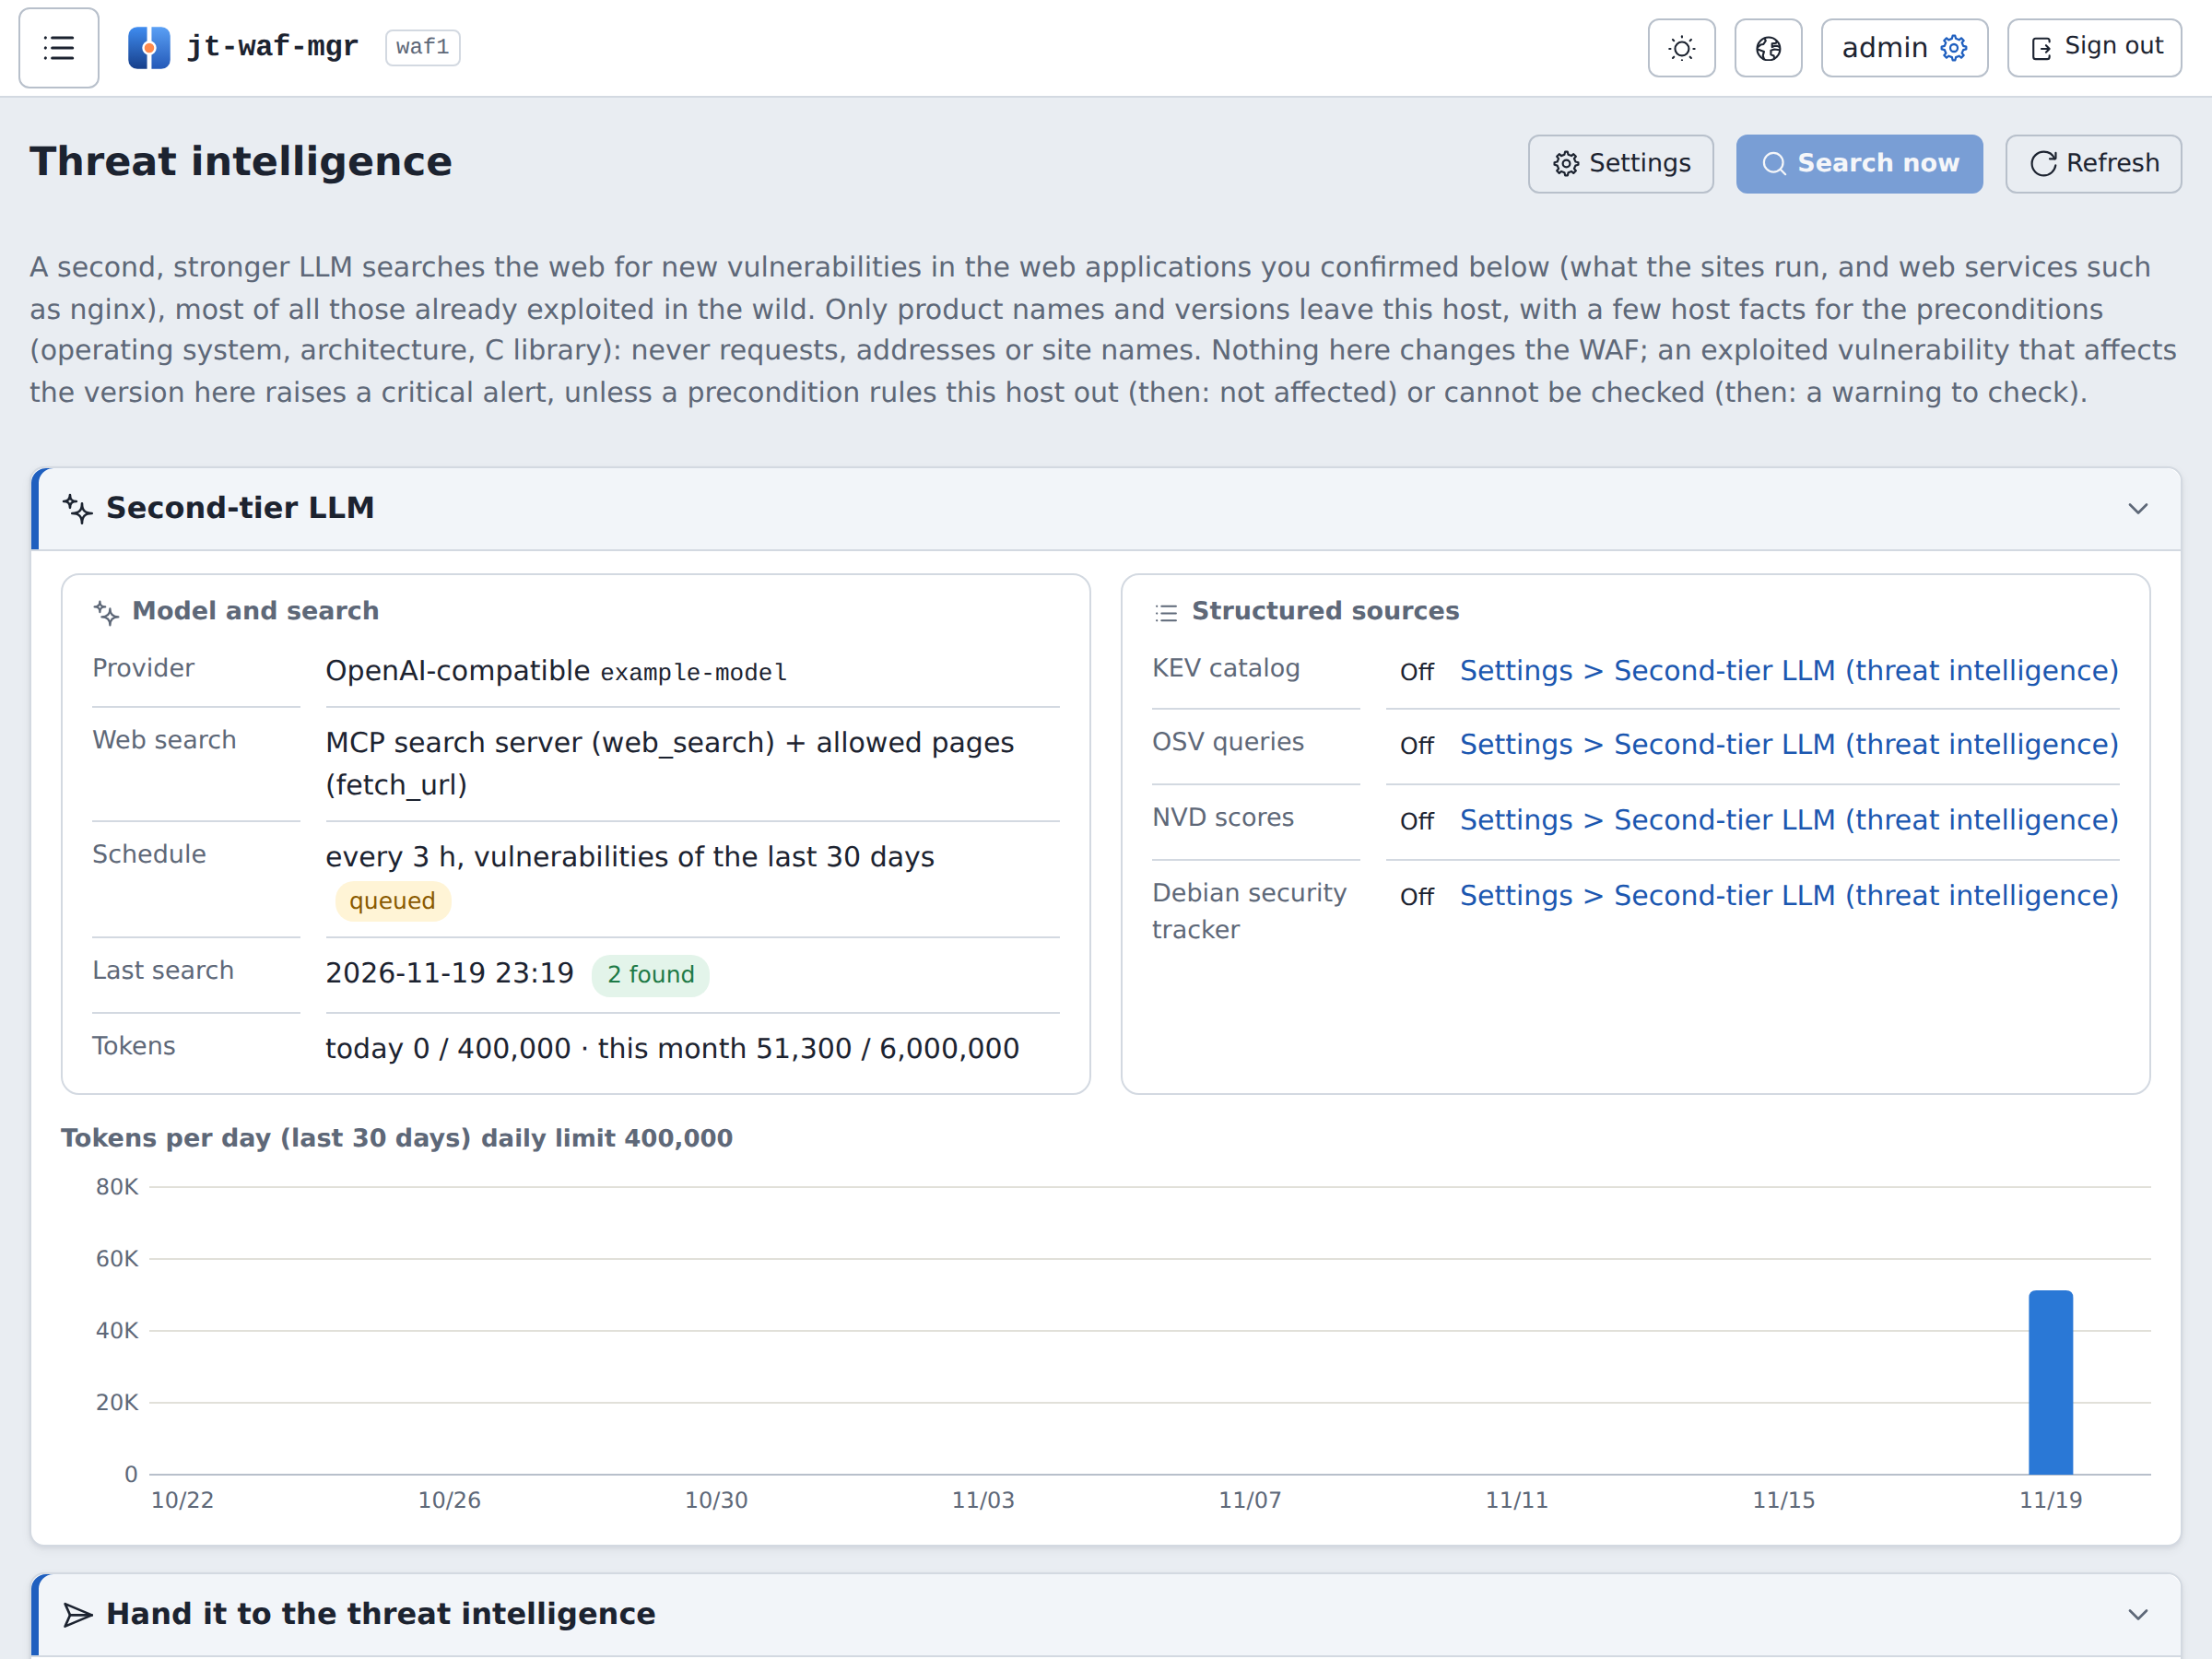 jt-waf-mgr waf1 admin Sign out
Threat intelligence Settings Search now Refresh
A second, stronger LLM searches the web for new vulnerabilities in the web applications you confirmed below (what the sites run, and web services such
as nginx), most of all those already exploited in the wild. Only product names and versions leave this host, with a few host facts for the preconditions
(operating system, architecture, C library): never requests, addresses or site names. Nothing here changes the WAF; an exploited vulnerability that affects
the version here raises a critical alert, unless a precondition rules this host out (then: not affected) or cannot be checked (then: a warning to check).
Second-tier LLM
Model and search
Provider OpenAI-compatible example-model
Web search MCP search server (web_search) + allowed pages
(fetch_url)
Schedule every 3 h, vulnerabilities of the last 30 days
queued
Last search 2026-11-19 23:19 2 found
Tokens today 0 / 400,000 · this month 51,300 / 6,000,000
Structured sources
KEV catalog Off Settings > Second-tier LLM (threat intelligence)
OSV queries Off Settings > Second-tier LLM (threat intelligence)
NVD scores Off Settings > Second-tier LLM (threat intelligence)
Debian security Off Settings > Second-tier LLM (threat intelligence)
tracker
Tokens per day (last 30 days) daily limit 400,000
80K
60K
40K
20K
0
10/22 10/26 10/30 11/03 11/07 11/11 11/15 11/19
Hand it to the threat intelligence